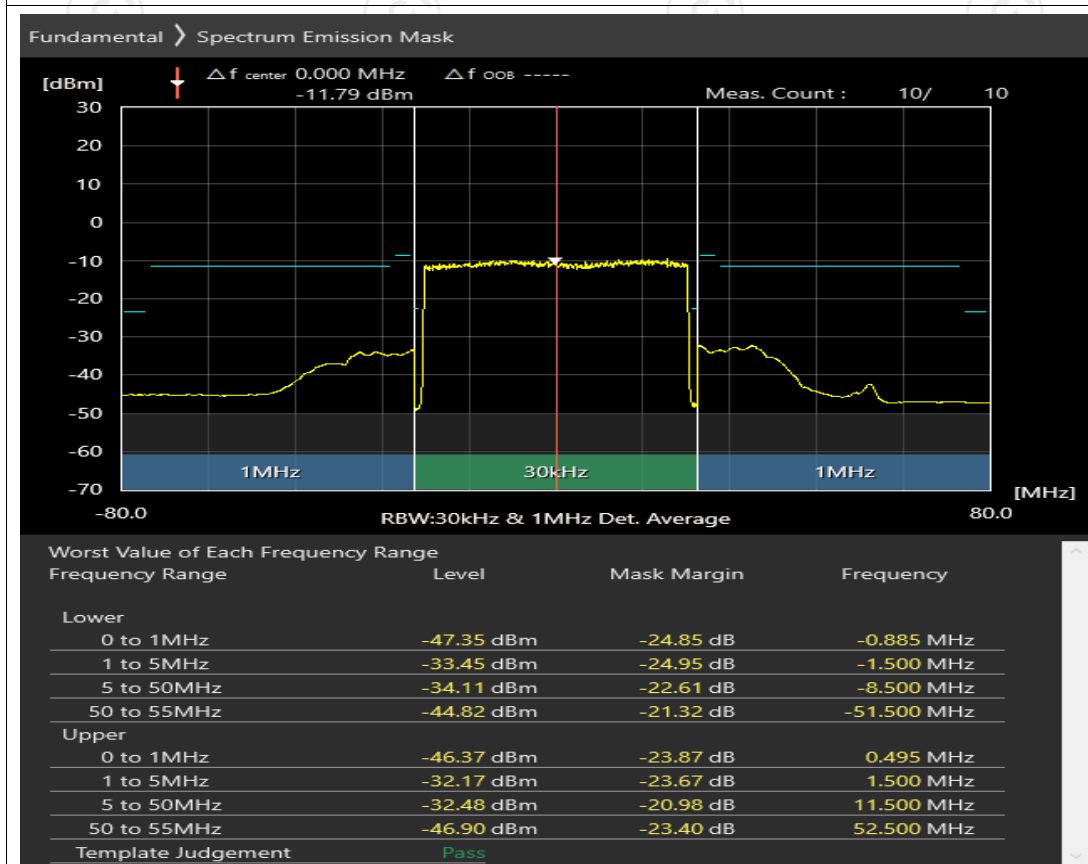 Fundamental ❯ Spectrum Emission Mask
[dBm] Δf center 0.000 MHz Δf OOB -----
-11.79 dBm Meas. Count : 10/ 10
30
20
10
0
-10
-20
-30
-40
-50
-60
1MHz 30kHz 1MHz
-70
[MHz]
-80.0 RBW:30kHz & 1MHz Det. Average 80.0
Worst Value of Each Frequency Range
Frequency Range Level Mask Margin Frequency
Lower
0 to 1MHz -47.35 dBm -24.85 dB -0.885 MHz
1 to 5MHz -33.45 dBm -24.95 dB -1.500 MHz
5 to 50MHz -34.11 dBm -22.61 dB -8.500 MHz
50 to 55MHz -44.82 dBm -21.32 dB -51.500 MHz
Upper
0 to 1MHz -46.37 dBm -23.87 dB 0.495 MHz
1 to 5MHz -32.17 dBm -23.67 dB 1.500 MHz
5 to 50MHz -32.48 dBm -20.98 dB 11.500 MHz
50 to 55MHz -46.90 dBm -23.40 dB 52.500 MHz
Template Judgement Pass